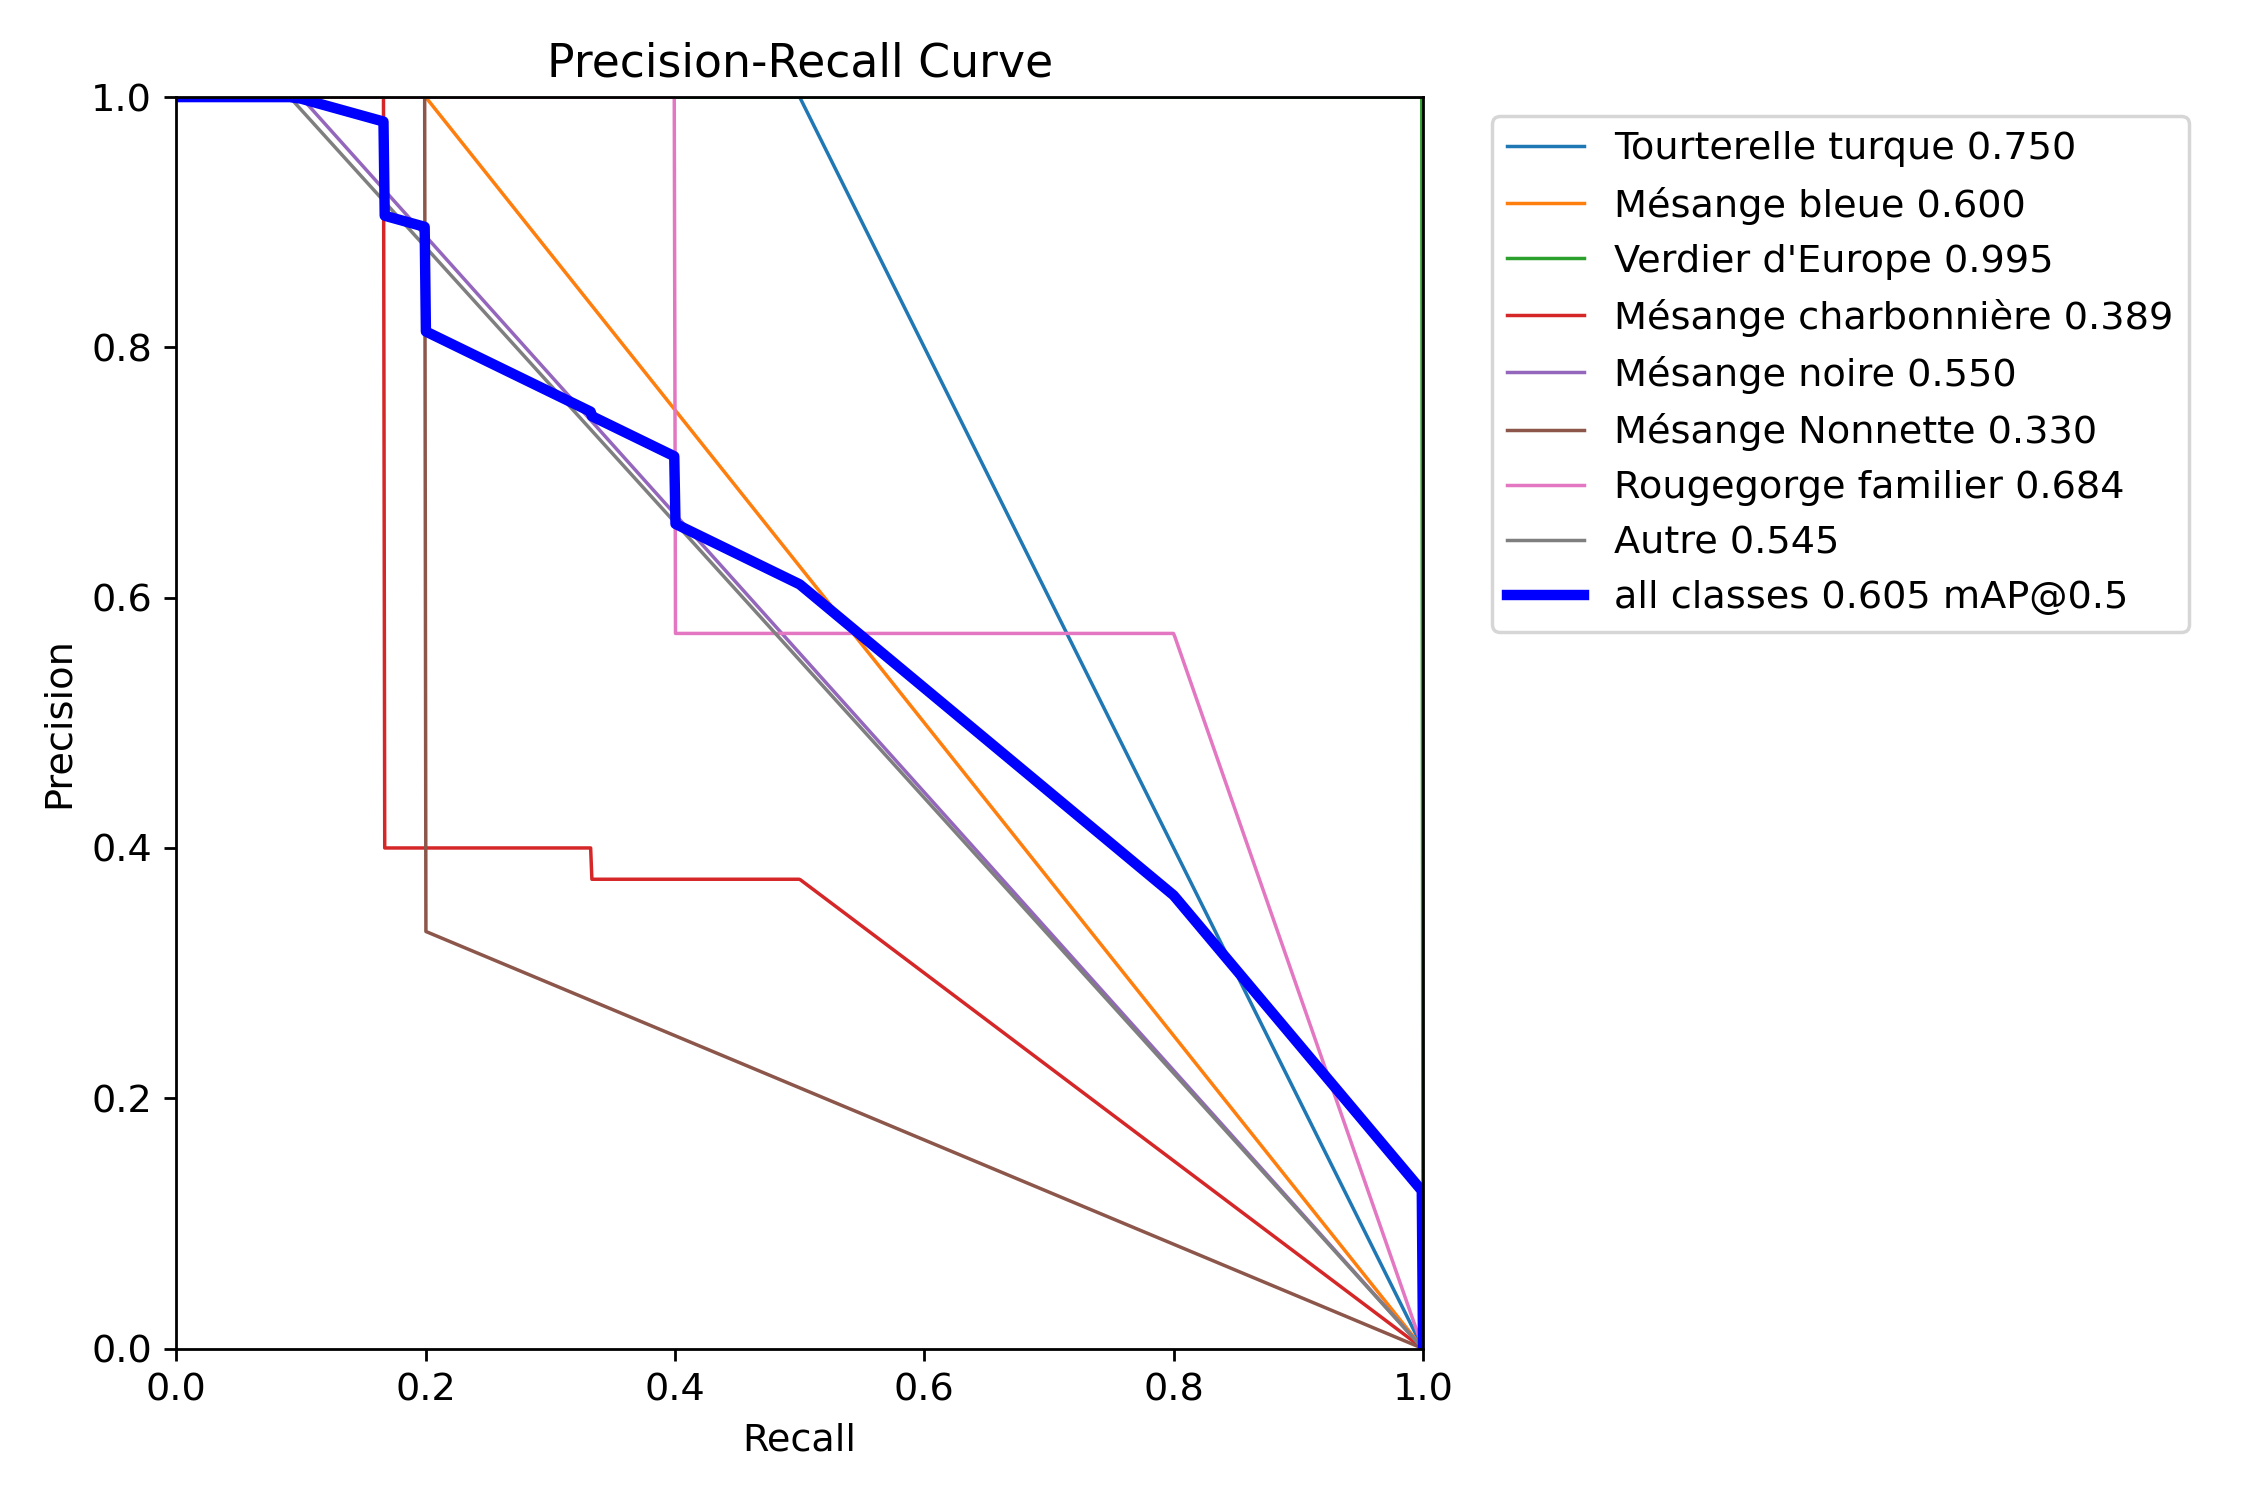 Precision-Recall Curve
1.0
0.8
0.6
0.4
0.2
0.0
Precision
0.0 0.2 0.4 0.6 0.8 1.0
Recall
Tourterelle turque 0.750
Mésange bleue 0.600
Verdier d'Europe 0.995
Mésange charbonnière 0.389
Mésange noire 0.550
Mésange Nonnette 0.330
Rougegorge familier 0.684
Autre 0.545
all classes 0.605 mAP@0.5